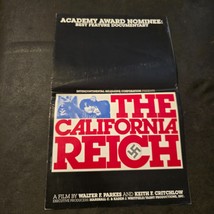 ACADEMY AWARD NOMINEE:
BEST FEATURE DOCUMENTARY
THE
CALIFORNIA
REICH
A FILM BY WALTER F. PARKES AND KEITH F. CRITCHLOW